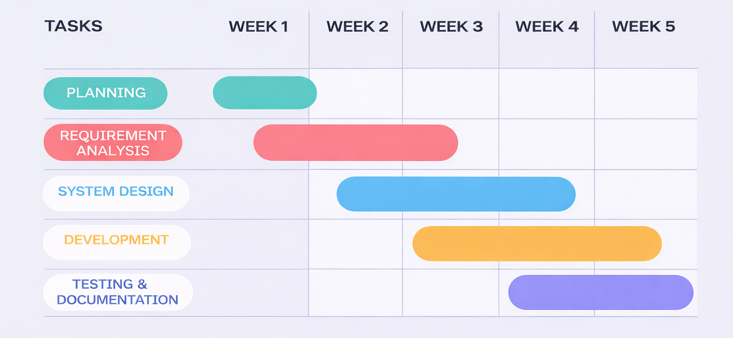 TASKS
WEEK 1
WEEK 2
WEEK 3
WEEK 4
WEEK 5
PLANNING
REQUIREMENT
ANALYSIS
SYSTEM DESIGN
DEVELOPMENT
TESTING &
DOCUMENTATION